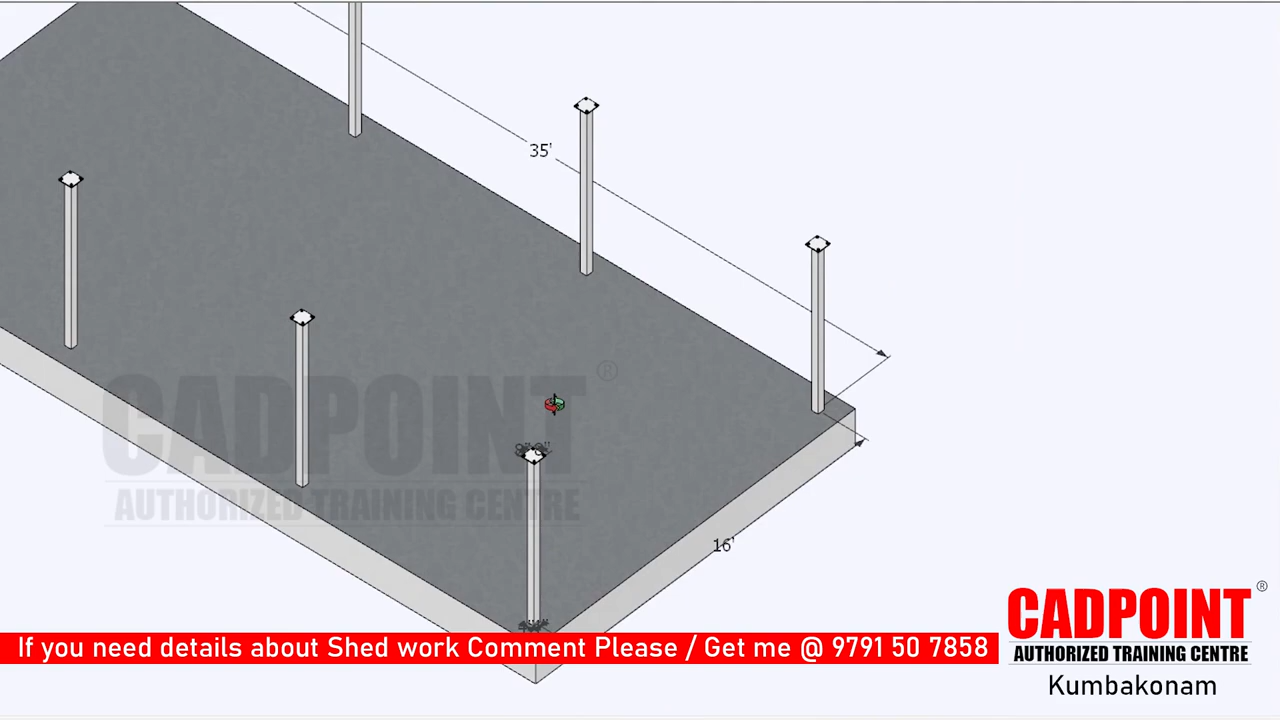 35'
CADPOINT ®
AUTHORIZED TRAINING CENTRE
16'
If you need details about Shed work Comment Please / Get me @ 9791 50 7858
CADPOINT ®
AUTHORIZED TRAINING CENTRE
Kumbakonam